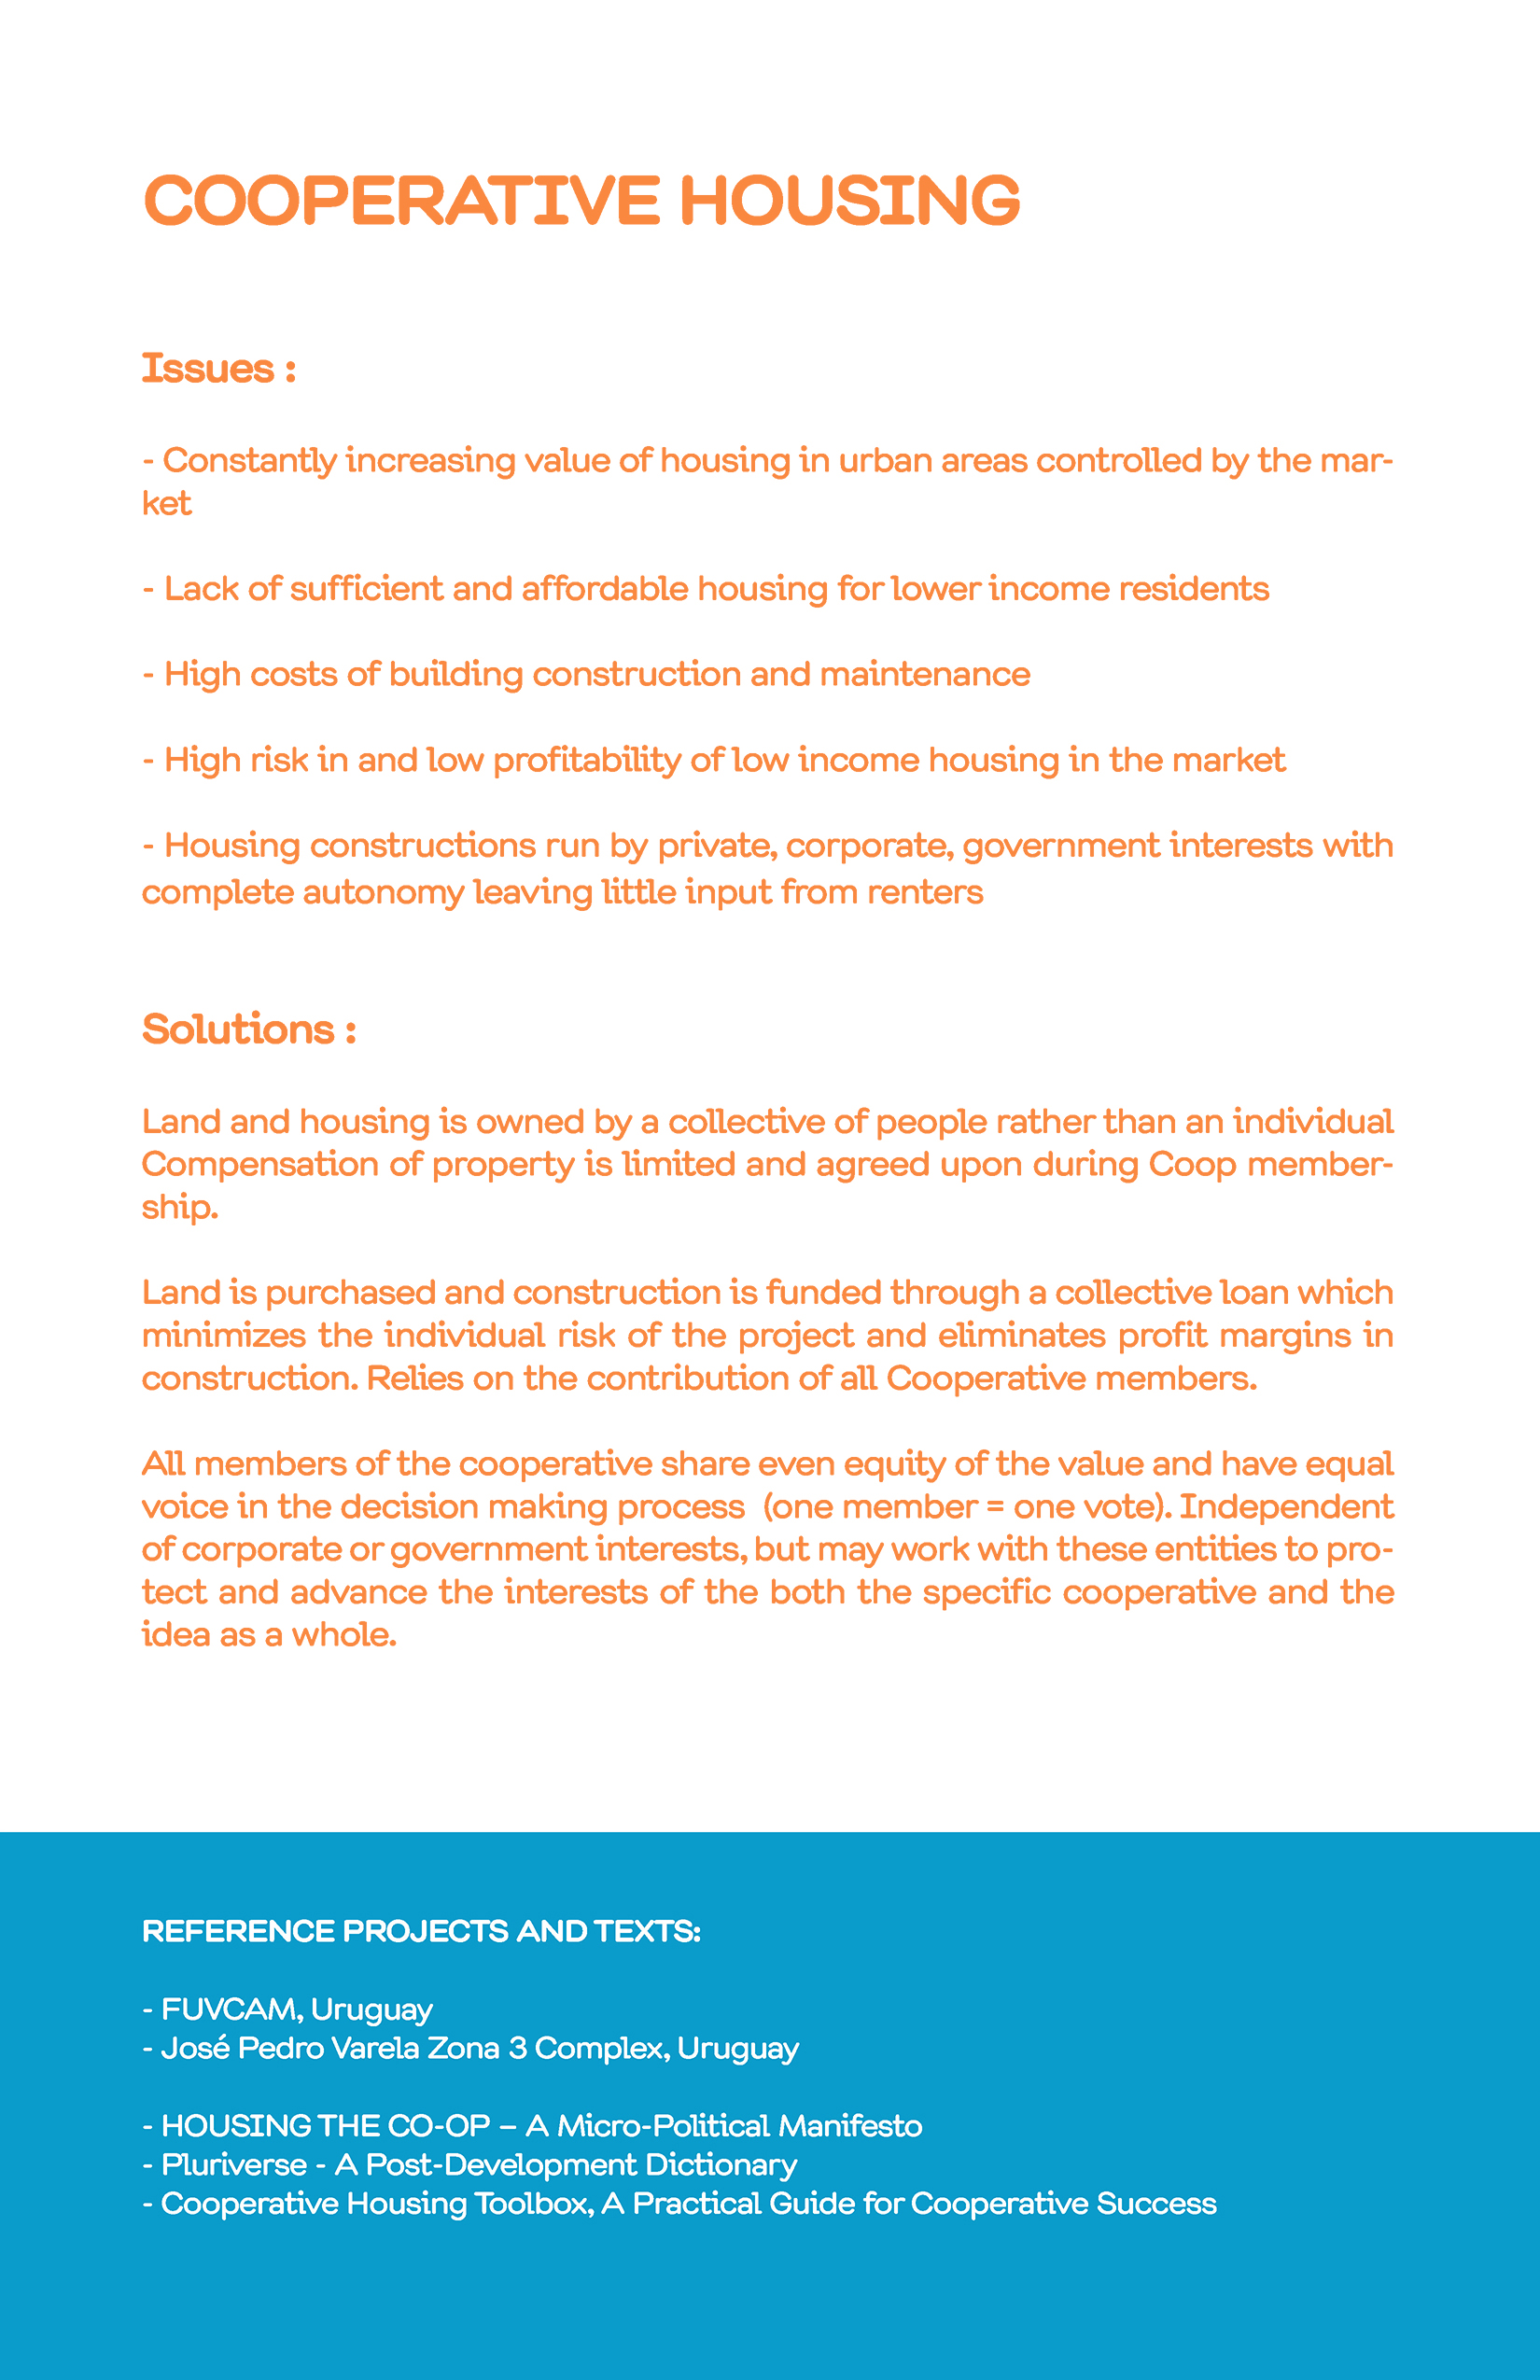 COOPERATIVE HOUSING
Issues :
- Constantly increasing value of housing in urban areas controlled by the mar-
ket
- Lack of sufficient and affordable housing for lower income residents
- High costs of building construction and maintenance
- High risk in and low profitability of low income housing in the market
- Housing constructions run by private, corporate, government interests with
complete autonomy leaving little input from renters
Solutions :
Land and housing is owned by a collective of people rather than an individual
Compensation of property is limited and agreed upon during Coop member-
ship.
Land is purchased and construction is funded through a collective loan which
minimizes the individual risk of the project and eliminates profit margins in
construction. Relies on the contribution of all Cooperative members.
All members of the cooperative share even equity of the value and have equal
voice in the decision making process  (one member = one vote). Independent
of corporate or government interests, but may work with these entities to pro-
tect and advance the interests of the both the specific cooperative and the
idea as a whole.
REFERENCE PROJECTS AND TEXTS:
- FUVCAM, Uruguay
- José Pedro Varela Zona 3 Complex, Uruguay
- HOUSING THE CO-OP – A Micro-Political Manifesto
- Pluriverse - A Post-Development Dictionary
- Cooperative Housing Toolbox, A Practical Guide for Cooperative Success